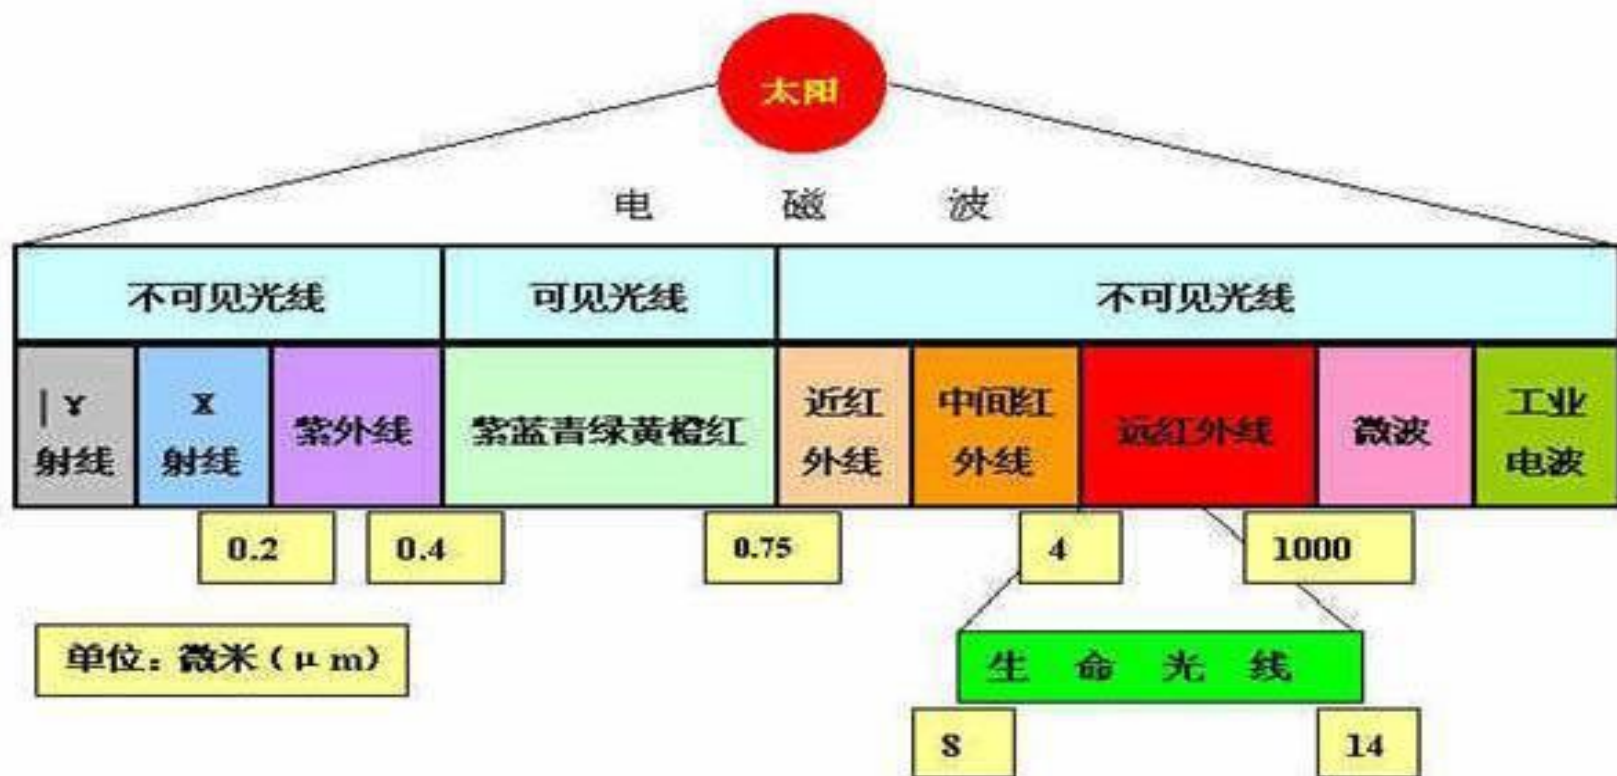 太阳
电 磁 波
不可见光线
可见光线
不可见光线
|γ
射线
X
射线
紫外线
紫蓝青绿黄橙红
近红
外线
中间红
外线
远红外线
微波
工业
电波
0.2
0.4
0.75
4
1000
单位：微米（μm）
生 命 光 线
8
14